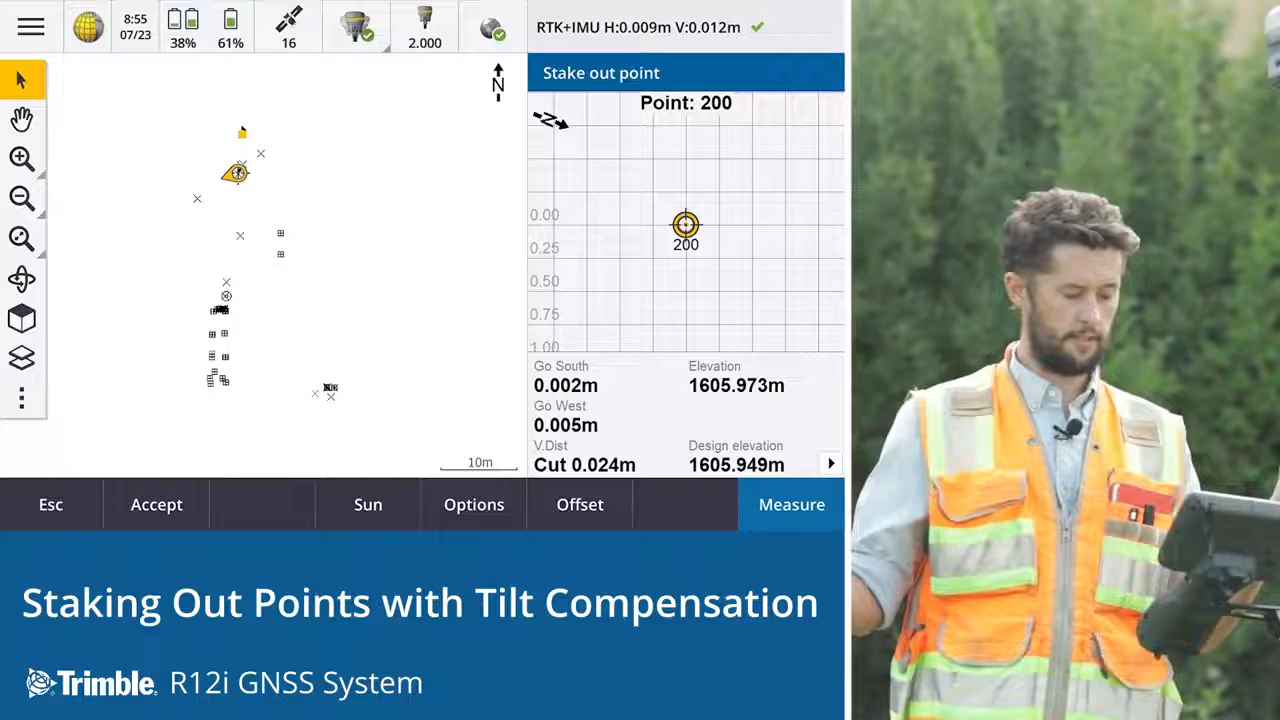 8:55
07/23
38%
61%
16
2.000
RTK+IMU H:0.009m V:0.012m
N
Stake out point
Point: 200
N
0.00
0.25
0.50
0.75
1.00
200
Go South
0.002m
Elevation
1605.973m
Go West
0.005m
V.Dist
Cut 0.024m
Design elevation
1605.949m
10m
Esc
Accept
Sun
Options
Offset
Measure
Staking Out Points with Tilt Compensation
Trimble R12i GNSS System